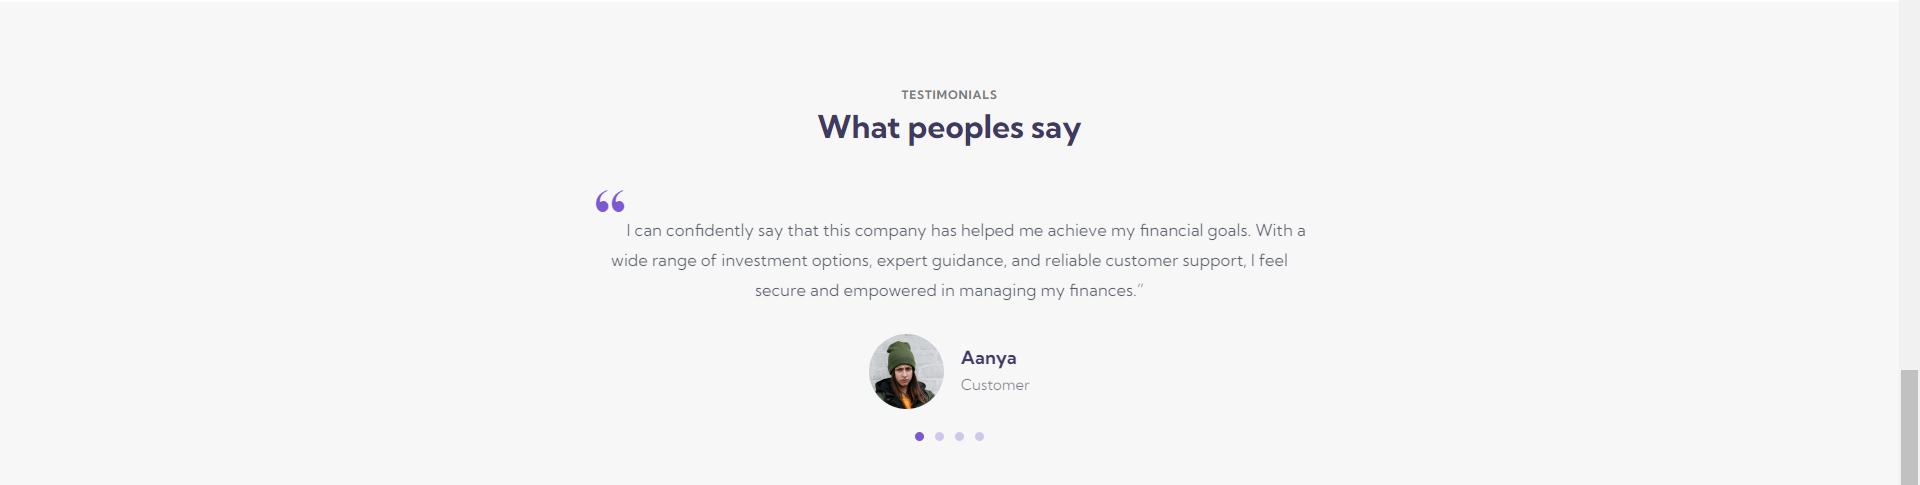 TESTIMONIALS
What peoples say
“
I can confidently say that this company has helped me achieve my financial goals. With a
wide range of investment options, expert guidance, and reliable customer support, I feel
secure and empowered in managing my finances.”
Aanya
Customer